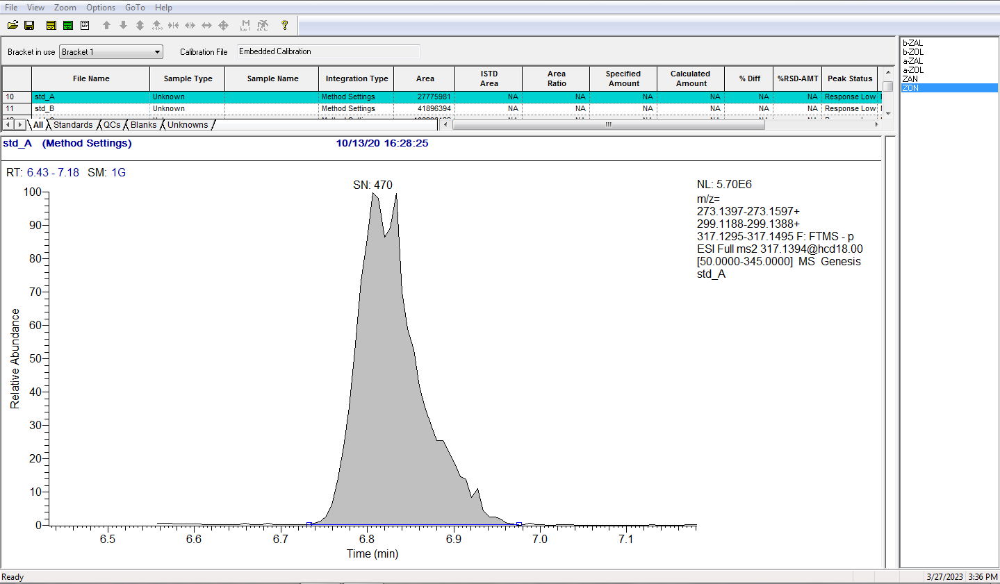 File View Zoom Options GoTo Help
Bracket in use Bracket 1 Calibration File Embedded Calibration
File Name Sample Type Sample Name Integration Type Area ISTD Area Area Ratio Specified Amount Calculated Amount % Diff %RSD-AMT Peak Status
10 std_A Unknown Method Settings 27775981 NA NA NA NA NA NA Response Low
11 std_B Unknown Method Settings 41896394 NA NA NA NA NA NA Response Low
All Standards QCs Blanks Unknowns
b-ZAL
b-ZOL
a-ZAL
a-ZOL
ZAN
ZON
std_A (Method Settings) 10/13/20 16:28:25
RT: 6.43 - 7.18 SM: 1G
SN: 470
NL: 5.70E6
m/z=
273.1397-273.1597+
299.1188-299.1388+
317.1295-317.1495 F: FTMS - p
ESI Full ms2 317.1394@hcd18.00
[50.0000-345.0000] MS Genesis
std_A
100
90
80
70
60
50
40
30
20
10
0
Relative Abundance
6.5 6.6 6.7 6.8 6.9 7.0 7.1
Time (min)
Ready 3/27/2023 3:36 PM